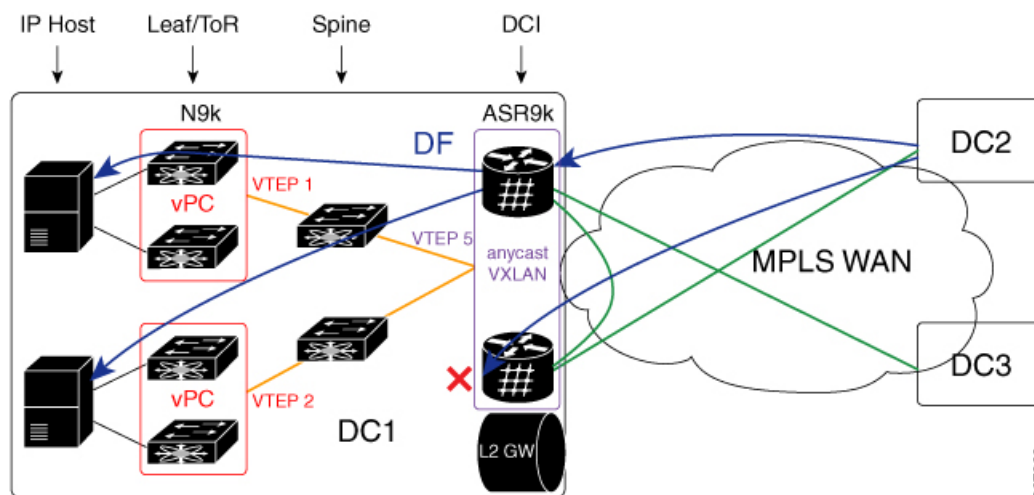 IP Host
Leaf/ToR
Spine
DCI
N9k
ASR9k
DF
DC2
VTEP 1
vPC
VTEP 5
anycast
VXLAN
MPLS WAN
vPC
VTEP 2
DC1
DC3
L2 GW